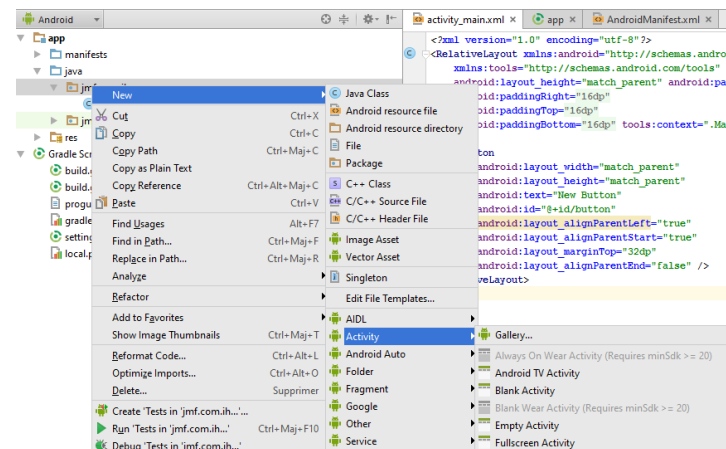 Android
activity_main.xml ×
app ×
AndroidManifest.xml ×
app
manifests
java
res
<?xml version="1.0" encoding="utf-8"?>
<RelativeLayout xmlns:android="http://schemas.andro
xmlns:tools="http://schemas.android.com/tools"
android:layout_height="match_parent" android:pa
oid:paddingRight="16dp"
oid:paddingTop="16dp"
oid:paddingBottom="16dp" tools:context=".Ma
ton
android:layout_width="match_parent"
android:layout_height="match_parent"
android:text="New Button"
android:id="@+id/button"
android:layout_alignParentLeft="true"
android:layout_alignParentStart="true"
android:layout_marginTop="32dp"
android:layout_alignParentEnd="false" />
veLayout>
Gradle Scr
build.g
build.g
progu
gradle
setting
local.p
New
Cut Ctrl+X
Copy Ctrl+C
Copy Path Ctrl+Maj+C
Copy as Plain Text
Copy Reference Ctrl+Alt+Maj+C
Paste Ctrl+V
Find Usages Alt+F7
Find in Path... Ctrl+Maj+F
Replace in Path... Ctrl+Maj+R
Analyze
Refactor
Add to Favorites
Show Image Thumbnails Ctrl+Maj+T
Reformat Code... Ctrl+Alt+L
Optimize Imports... Ctrl+Alt+O
Delete... Supprimer
Create 'Tests in 'jmf.com.ih...'...
Run 'Tests in 'jmf.com.ih...' Ctrl+Maj+F10
Debug 'Tests in 'jmf.com.ih...'
Java Class
Android resource file
Android resource directory
File
Package
C++ Class
C/C++ Source File
C/C++ Header File
Image Asset
Vector Asset
Singleton
Edit File Templates...
AIDL
Activity
Android Auto
Folder
Fragment
Google
Other
Service
Gallery...
Always On Wear Activity (Requires minSdk >= 20)
Android TV Activity
Blank Activity
Blank Wear Activity (Requires minSdk >= 20)
Empty Activity
Fullscreen Activity